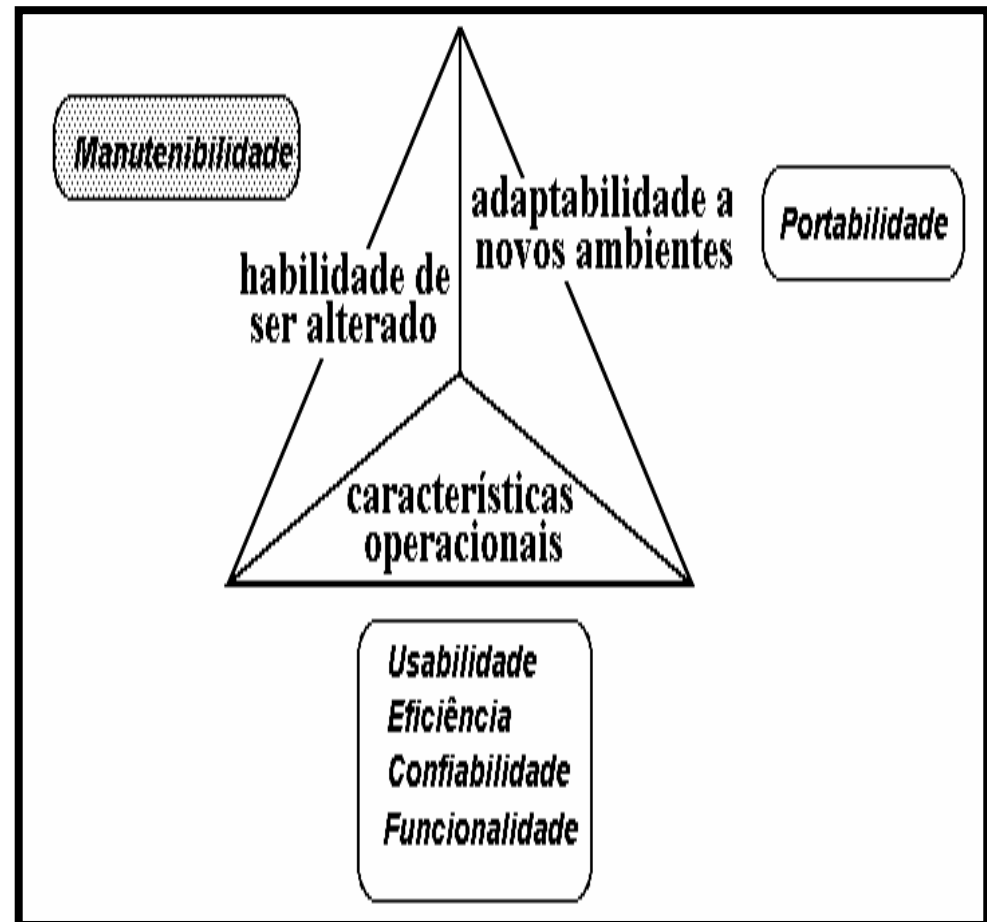 Manutenibilidade
adaptabilidade a
novos ambientes
Portabilidade
habilidade de
ser alterado
características
operacionais
Usabilidade
Eficiência
Confiabilidade
Funcionalidade